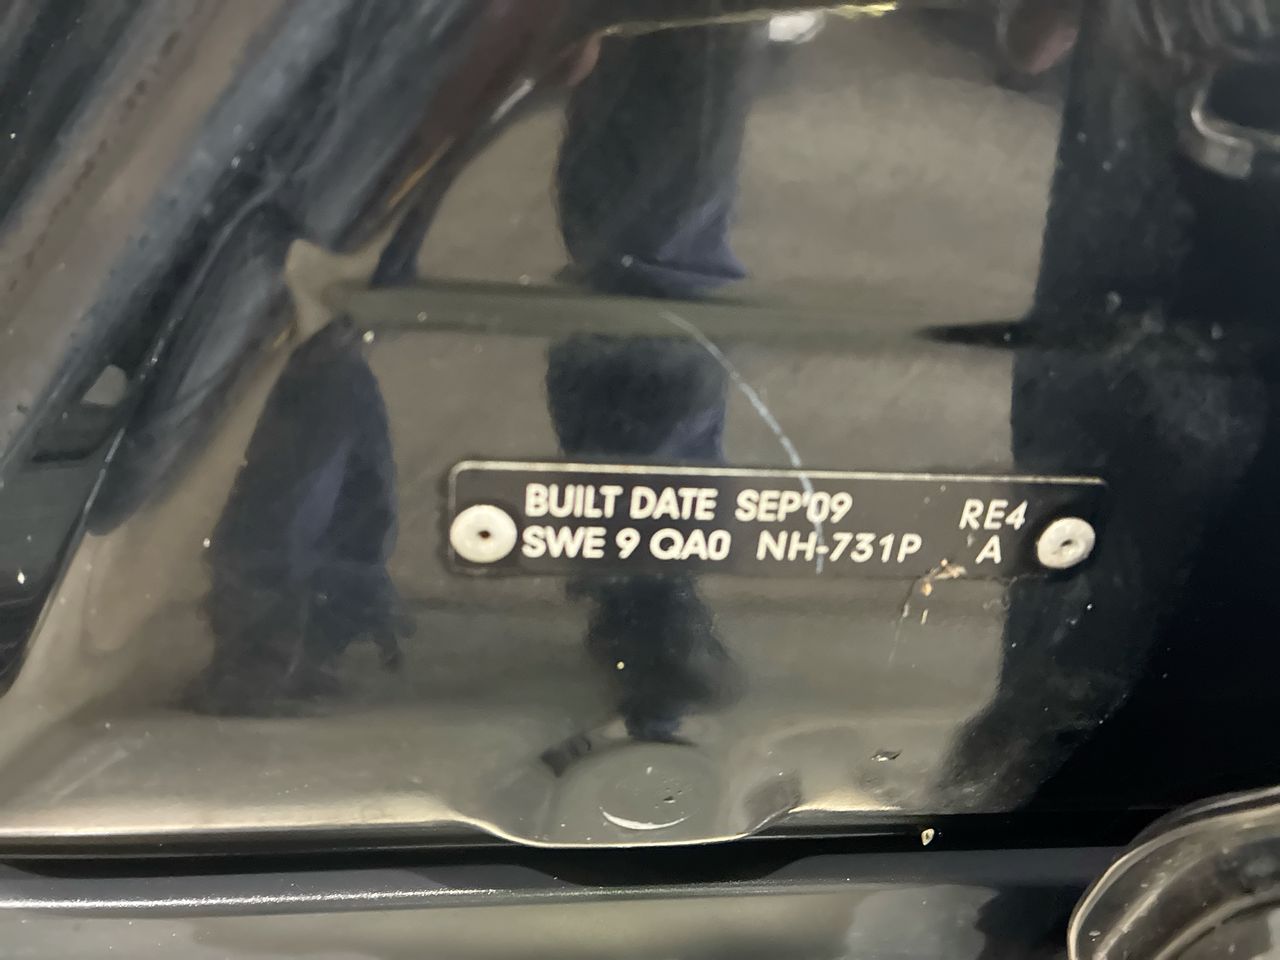 BUILT DATE SEP'09 RE4
SWE 9 QA0 NH-731P A